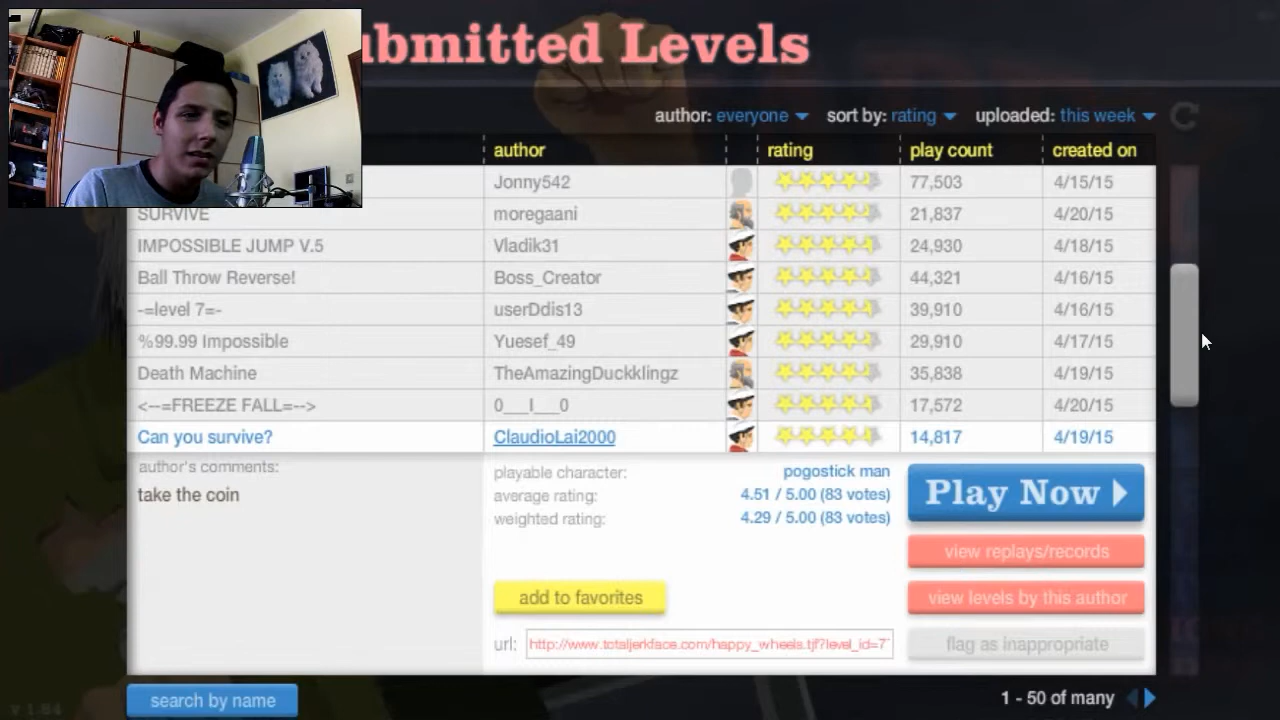 ubmitted Levels
author: everyone sort by: rating uploaded: this week
author rating play count created on
Jonny542 77,503 4/15/15
SURVIVE moregaani 21,837 4/20/15
IMPOSSIBLE JUMP V.5 Vladik31 24,930 4/18/15
Ball Throw Reverse! Boss_Creator 44,321 4/16/15
-=level 7=- userDdis13 39,910 4/16/15
%99.99 Impossible Yuesef_49 29,910 4/17/15
Death Machine TheAmazingDuckklingz 35,838 4/19/15
<--=FREEZE FALL=--> 0___I___0 17,572 4/20/15
Can you survive? ClaudioLai2000 14,817 4/19/15
author's comments:
take the coin
playable character: pogostick man
average rating: 4.51 / 5.00 (83 votes)
weighted rating: 4.29 / 5.00 (83 votes)
Play Now
view replays/records
add to favorites
view levels by this author
url: http://www.totaljerkface.com/happy_wheels.tjf?level_id=7
flag as inappropriate
search by name
1 - 50 of many
v 1.84